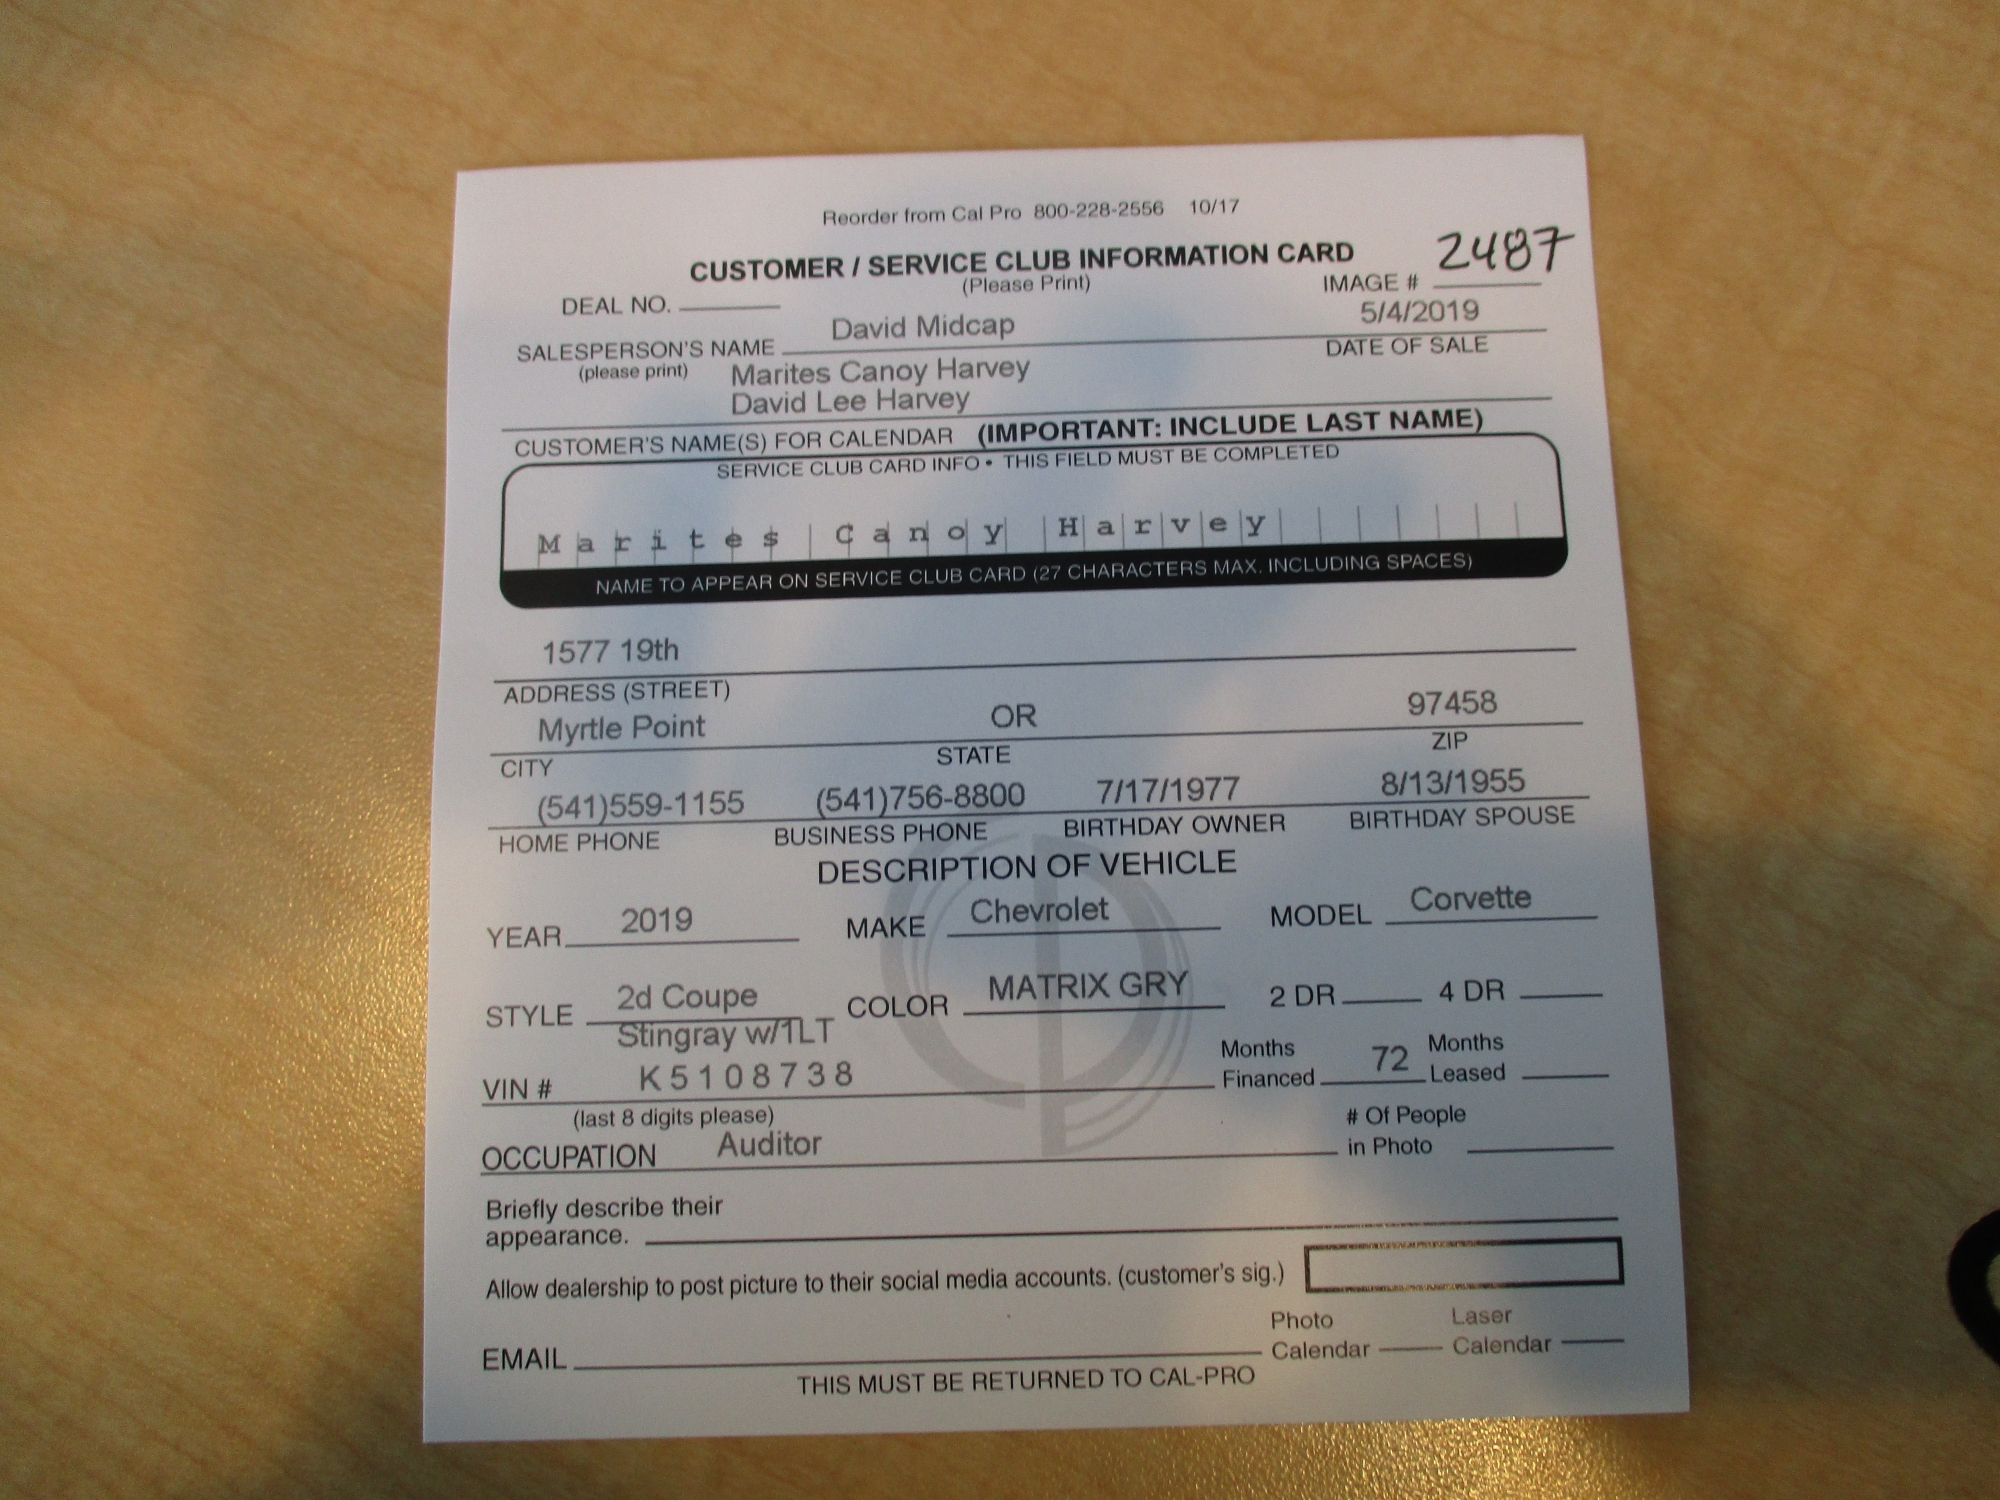 Reorder from Cal Pro 800-228-2556 10/17
CUSTOMER / SERVICE CLUB INFORMATION CARD
(Please Print)
IMAGE # 2487
DEAL NO.
5/4/2019
DATE OF SALE
SALESPERSON'S NAME David Midcap
(please print)
Marites Canoy Harvey
David Lee Harvey
CUSTOMER'S NAME(S) FOR CALENDAR (IMPORTANT: INCLUDE LAST NAME)
SERVICE CLUB CARD INFO • THIS FIELD MUST BE COMPLETED
Marites Canoy Harvey
NAME TO APPEAR ON SERVICE CLUB CARD (27 CHARACTERS MAX. INCLUDING SPACES)
1577 19th
ADDRESS (STREET)
Myrtle Point OR 97458
CITY STATE ZIP
(541)559-1155 (541)756-8800 7/17/1977 8/13/1955
HOME PHONE BUSINESS PHONE BIRTHDAY OWNER BIRTHDAY SPOUSE
DESCRIPTION OF VEHICLE
YEAR 2019 MAKE Chevrolet MODEL Corvette
STYLE 2d Coupe COLOR MATRIX GRY 2 DR 4 DR
Stingray w/1LT
VIN # K5108738 Months Financed 72 Months Leased
(last 8 digits please)
OCCUPATION Auditor # Of People in Photo
Briefly describe their
appearance.
Allow dealership to post picture to their social media accounts. (customer's sig.)
EMAIL Photo Calendar Laser Calendar
THIS MUST BE RETURNED TO CAL-PRO